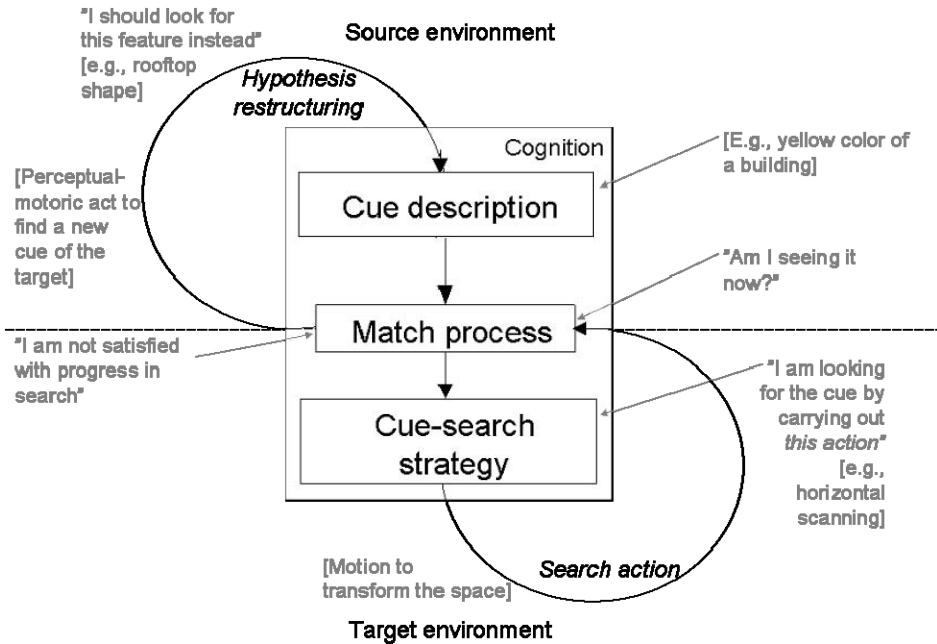 "I should look for
this feature instead"
[e.g., rooftop
shape]
Source environment
Hypothesis
restructuring
Cognition
[E.g., yellow color of
a building]
Cue description
[Perceptual-
motoric act to
find a new
cue of the
target]
"Am I seeing it
now?"
Match process
"I am not satisfied
with progress in
search"
"I am looking
for the cue by
carrying out
this action"
[e.g.,
horizontal
scanning]
Cue-search
strategy
[Motion to
transform the space]
Search action
Target environment